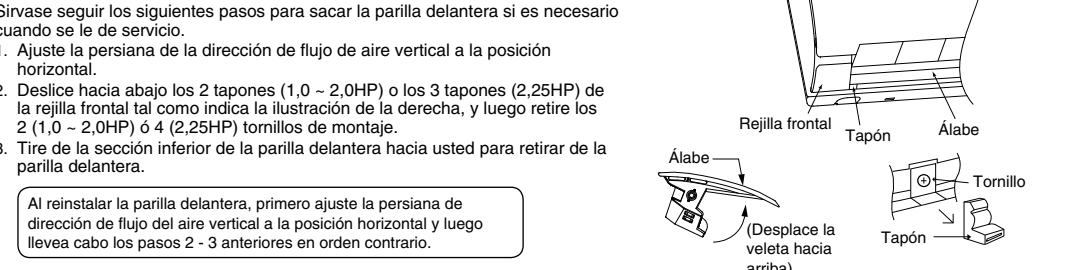 Sirvase seguir los siguientes pasos para sacar la parilla delantera si es necesario
cuando se le de servicio.
1. Ajuste la persiana de la dirección de flujo de aire vertical a la posición
horizontal.
2. Deslice hacia abajo los 2 tapones (1,0 ~ 2,0HP) o los 3 tapones (2,25HP) de
la rejilla frontal tal como indica la ilustración de la derecha, y luego retire los
2 (1,0 ~ 2,0HP) ó 4 (2,25HP) tornillos de montaje.
3. Tire de la sección inferior de la parilla delantera hacia usted para retirar de la
parilla delantera.
Al reinstalar la parilla delantera, primero ajuste la persiana de
dirección de flujo del aire vertical a la posición horizontal y luego
llevea cabo los pasos 2 - 3 anteriores en orden contrario.
Rejilla frontal
Tapón
Álabe
Álabe
(Desplace la
veleta hacia
arriba)
Tornillo
Tapón